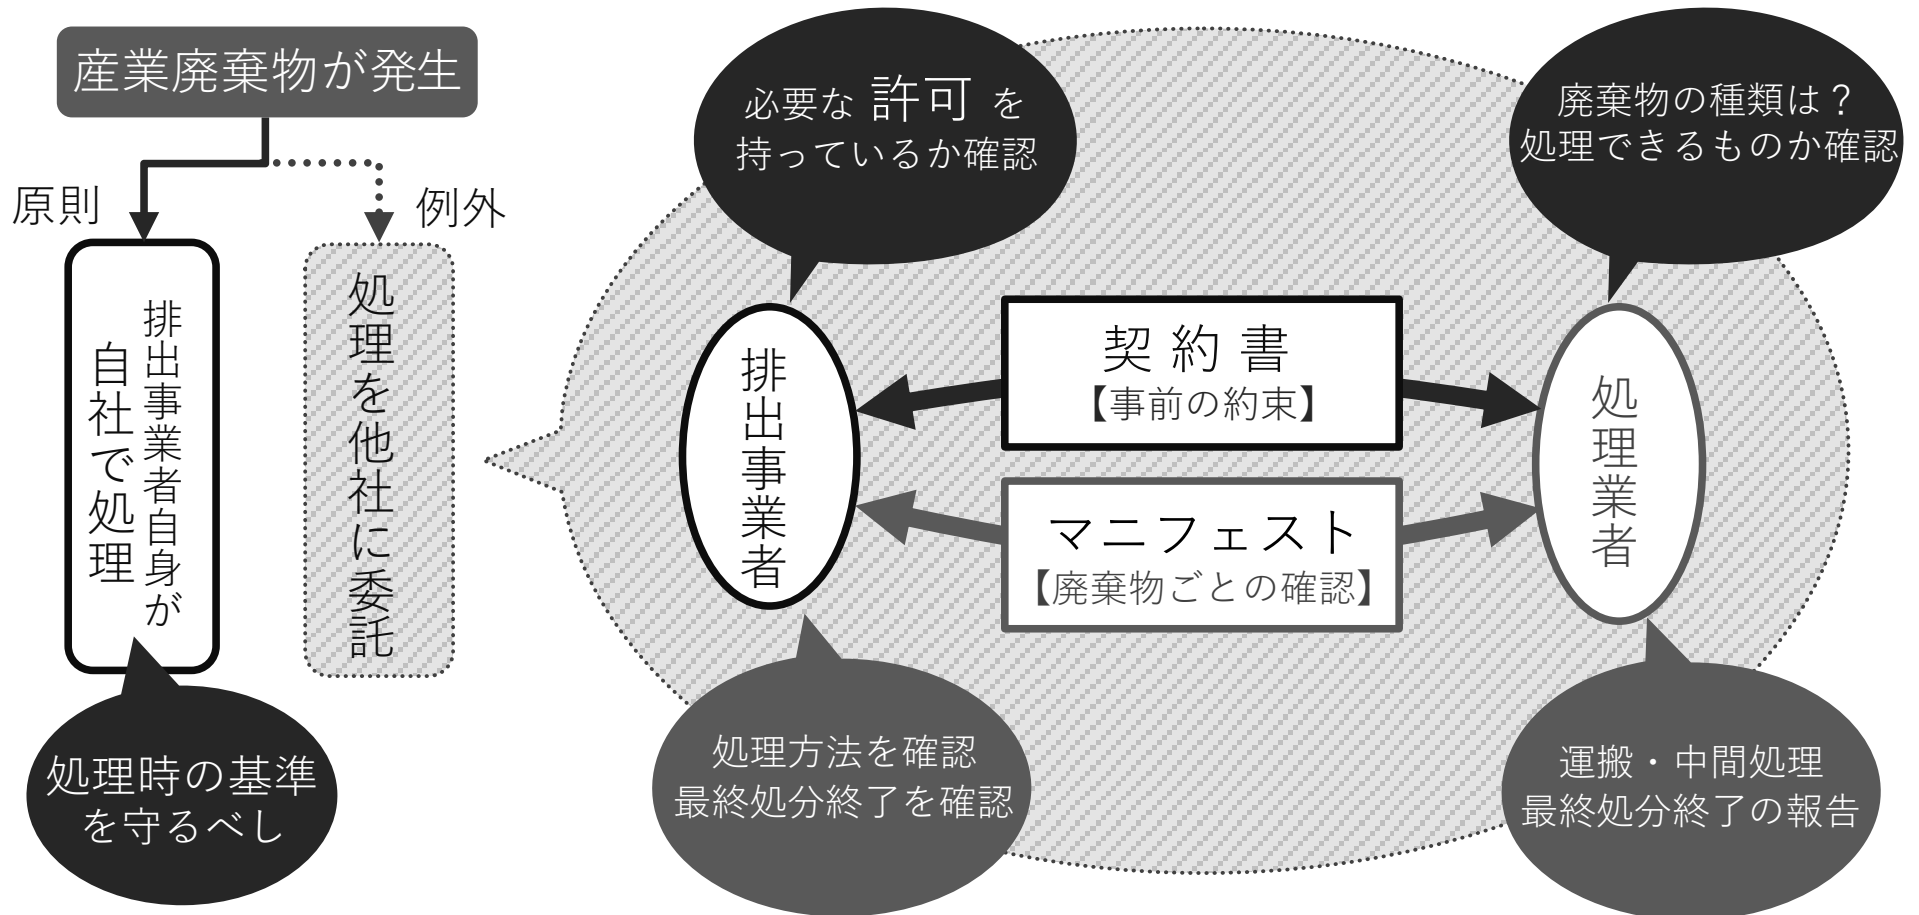 産業廃棄物が発生
原則
例外
排出事業者自身が
自社で処理
処理を他社に委託
処理時の基準
を守るべし
必要な 許可 を
持っているか確認
廃棄物の種類は？
処理できるものか確認
排出事業者
契約書
【事前の約束】
マニフェスト
【廃棄物ごとの確認】
処理業者
処理方法を確認
最終処分終了を確認
運搬・中間処理
最終処分終了の報告